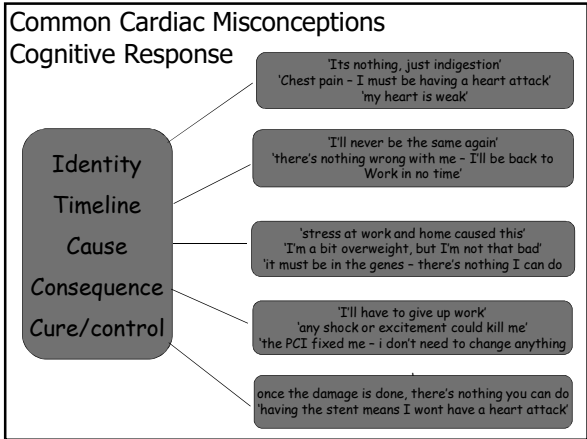 Common Cardiac Misconceptions
Cognitive Response
'Its nothing, just indigestion'
'Chest pain – I must be having a heart attack'
'my heart is weak'
Identity
Timeline
Cause
Consequence
Cure/control
'I'll never be the same again'
'there's nothing wrong with me – I'll be back to
Work in no time'
'stress at work and home caused this'
'I'm a bit overweight, but I'm not that bad'
'it must be in the genes – there's nothing I can do
'I'll have to give up work'
'any shock or excitement could kill me'
'the PCI fixed me – i don't need to change anything
once the damage is done, there's nothing you can do
'having the stent means I wont have a heart attack'